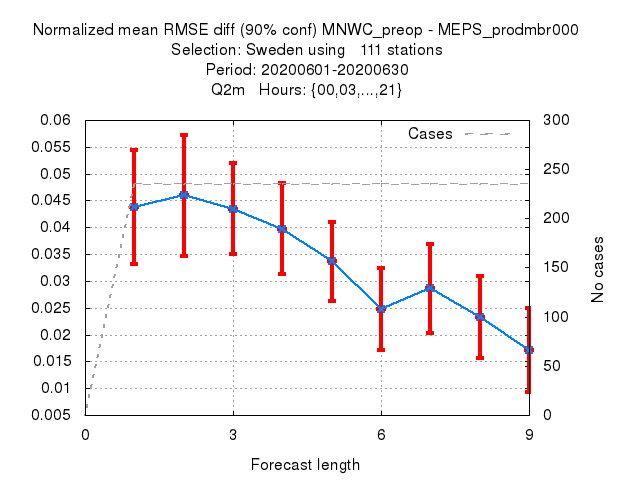 Normalized mean RMSE diff (90% conf) MNWC_preop - MEPS_prodmbr000
Selection: Sweden using   111 stations
Period: 20200601-20200630
Q2m   Hours: {00,03,...,21}
0.06
0.055
0.05
0.045
0.04
0.035
0.03
0.025
0.02
0.015
0.01
0.005
Cases
300
250
200
150
100
50
0
No cases
0 3 6 9
Forecast length